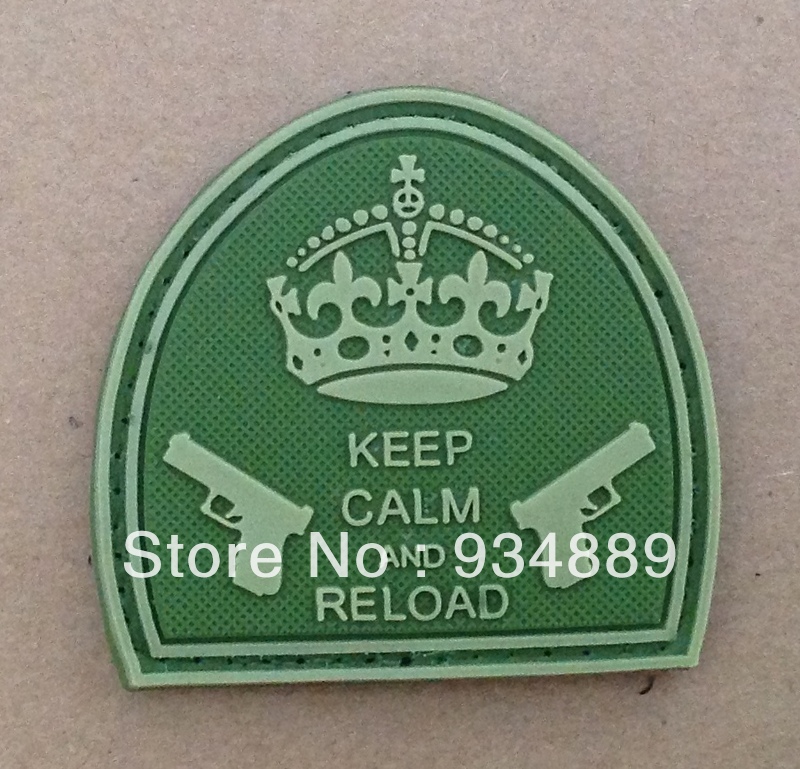 KEEP
CALM
AND
RELOAD
Store No : 934889